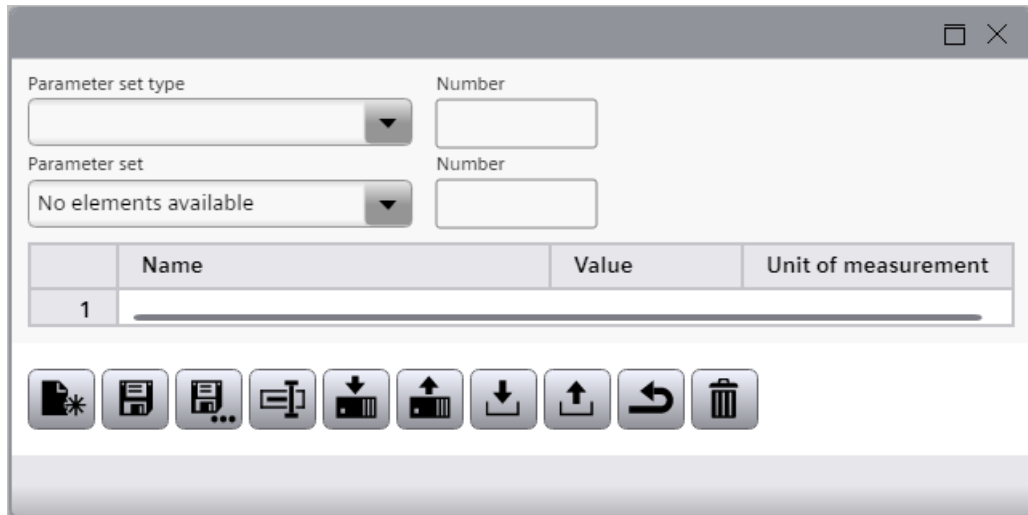 Parameter set type Number
Parameter set Number
No elements available
Name Value Unit of measurement
1